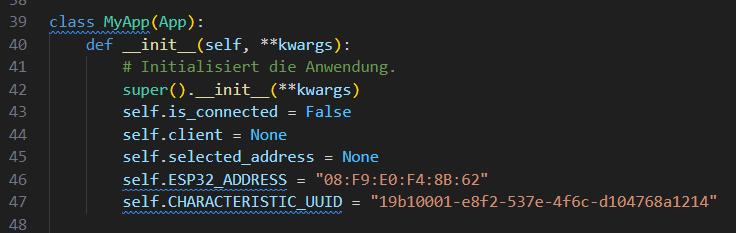 39 class MyApp(App):
40 def __init__(self, **kwargs):
41 # Initialisiert die Anwendung.
42 super().__init__(**kwargs)
43 self.is_connected = False
44 self.client = None
45 self.selected_address = None
46 self.ESP32_ADDRESS = "08:F9:E0:F4:8B:62"
47 self.CHARACTERISTIC_UUID = "19b10001-e8f2-537e-4f6c-d104768a1214"
48